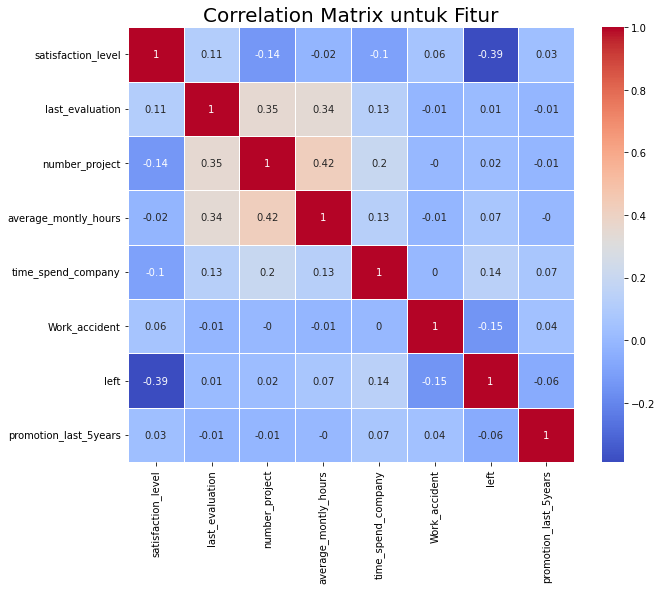 Correlation Matrix untuk Fitur
satisfaction_level 1 0.11 -0.14 -0.02 -0.1 0.06 -0.39 0.03
last_evaluation 0.11 1 0.35 0.34 0.13 -0.01 0.01 -0.01
number_project -0.14 0.35 1 0.42 0.2 -0 0.02 -0.01
average_montly_hours -0.02 0.34 0.42 1 0.13 -0.01 0.07 -0
time_spend_company -0.1 0.13 0.2 0.13 1 0 0.14 0.07
Work_accident 0.06 -0.01 -0 -0.01 0 1 -0.15 0.04
left -0.39 0.01 0.02 0.07 0.14 -0.15 1 -0.06
promotion_last_5years 0.03 -0.01 -0.01 -0 0.07 0.04 -0.06 1
satisfaction_level
last_evaluation
number_project
average_montly_hours
time_spend_company
Work_accident
left
promotion_last_5years
1.0
0.8
0.6
0.4
0.2
0.0
−0.2